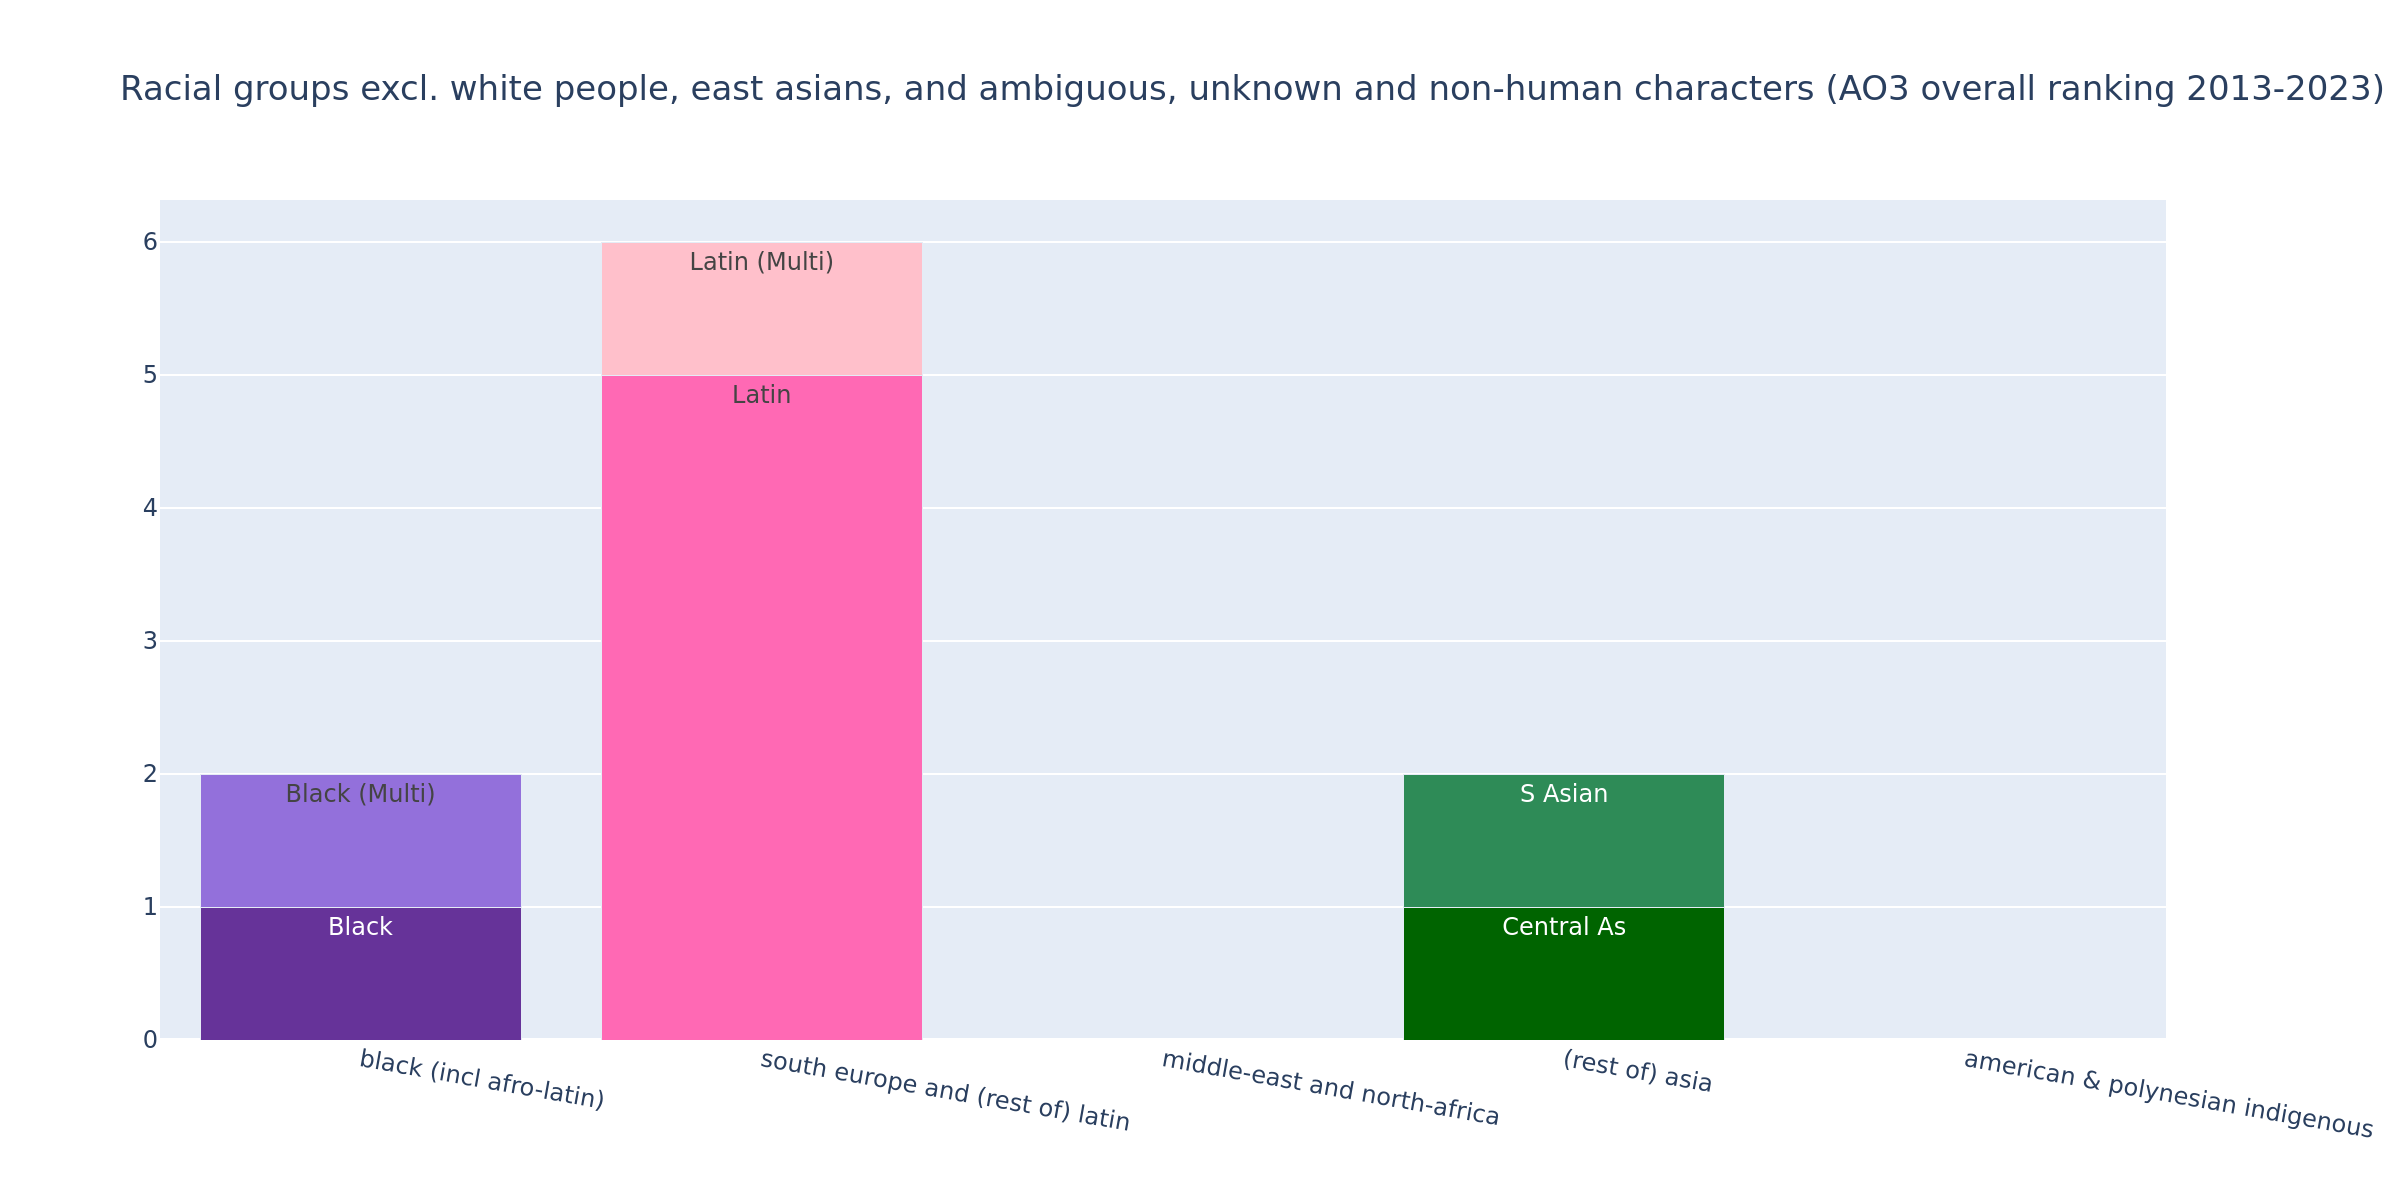 Racial groups excl. white people, east asians, and ambiguous, unknown and non-human characters (AO3 overall ranking 2013-2023)
6
5
4
3
2
1
0
Latin (Multi)
Latin
Black (Multi)
Black
S Asian
Central As
black (incl afro-latin)
south europe and (rest of) latin
middle-east and north-africa
(rest of) asia
american & polynesian indigenous